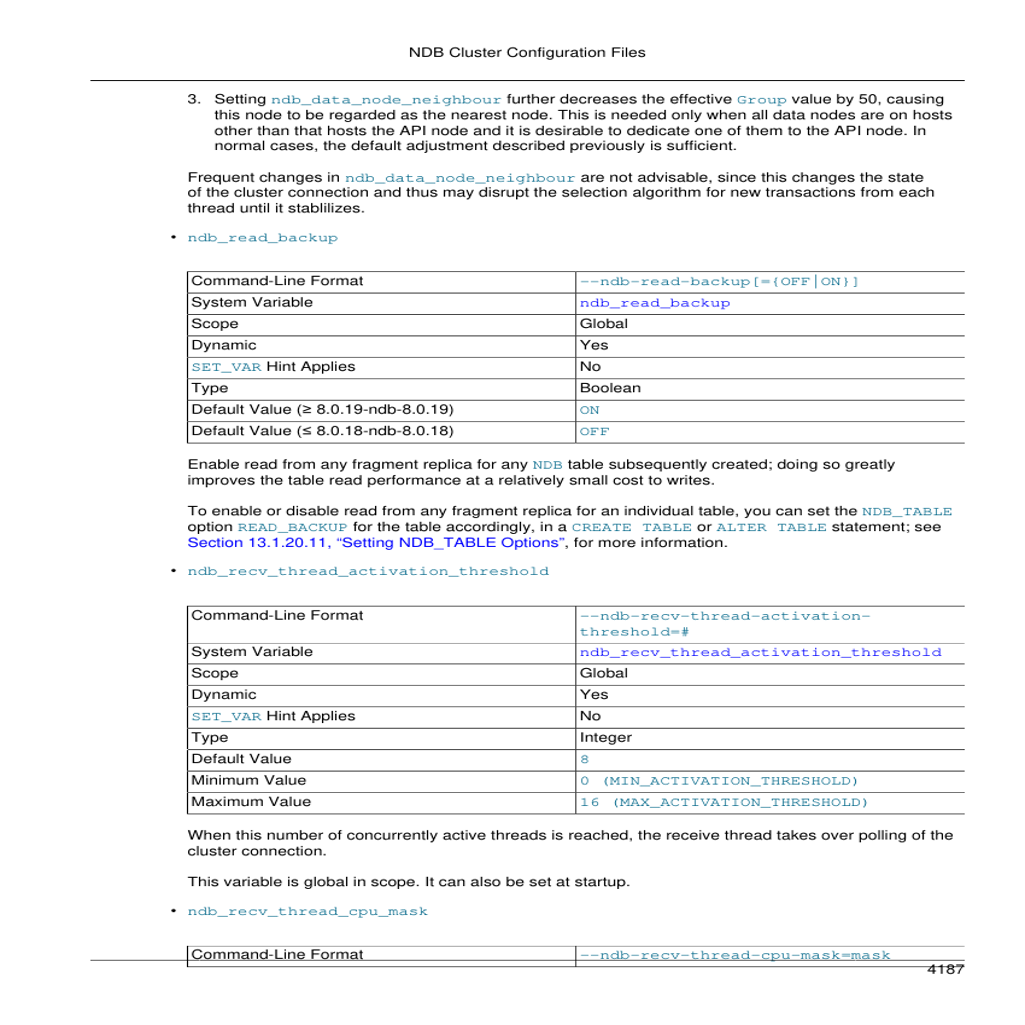 NDB Cluster Configuration Files
3. Setting ndb_data_node_neighbour further decreases the effective Group value by 50, causing
this node to be regarded as the nearest node. This is needed only when all data nodes are on hosts
other than that hosts the API node and it is desirable to dedicate one of them to the API node. In
normal cases, the default adjustment described previously is sufficient.
Frequent changes in ndb_data_node_neighbour are not advisable, since this changes the state
of the cluster connection and thus may disrupt the selection algorithm for new transactions from each
thread until it stablilizes.
• ndb_read_backup
Command-Line Format --ndb-read-backup[={OFF|ON}]
System Variable ndb_read_backup
Scope Global
Dynamic Yes
SET_VAR Hint Applies No
Type Boolean
Default Value (≥ 8.0.19-ndb-8.0.19) ON
Default Value (≤ 8.0.18-ndb-8.0.18) OFF
Enable read from any fragment replica for any NDB table subsequently created; doing so greatly
improves the table read performance at a relatively small cost to writes.
To enable or disable read from any fragment replica for an individual table, you can set the NDB_TABLE
option READ_BACKUP for the table accordingly, in a CREATE TABLE or ALTER TABLE statement; see
Section 13.1.20.11, “Setting NDB_TABLE Options”, for more information.
• ndb_recv_thread_activation_threshold
Command-Line Format --ndb-recv-thread-activation-
threshold=#
System Variable ndb_recv_thread_activation_threshold
Scope Global
Dynamic Yes
SET_VAR Hint Applies No
Type Integer
Default Value 8
Minimum Value 0 (MIN_ACTIVATION_THRESHOLD)
Maximum Value 16 (MAX_ACTIVATION_THRESHOLD)
When this number of concurrently active threads is reached, the receive thread takes over polling of the
cluster connection.
This variable is global in scope. It can also be set at startup.
• ndb_recv_thread_cpu_mask
Command-Line Format --ndb-recv-thread-cpu-mask=mask
4187